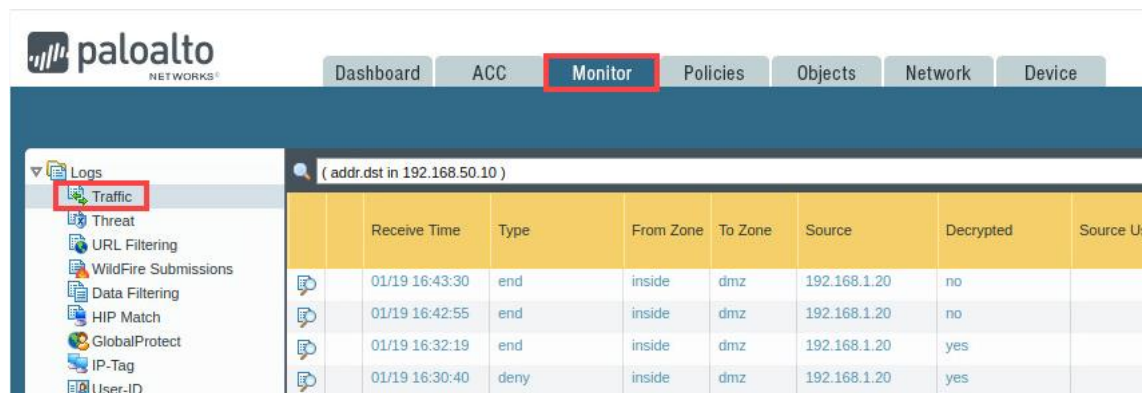 paloalto
NETWORKS®
Dashboard ACC Monitor Policies Objects Network Device
Logs
( addr.dst in 192.168.50.10 )
Traffic
Threat
URL Filtering
WildFire Submissions
Data Filtering
HIP Match
GlobalProtect
IP-Tag
User-ID
Receive Time Type From Zone To Zone Source Decrypted Source Us
01/19 16:43:30 end inside dmz 192.168.1.20 no
01/19 16:42:55 end inside dmz 192.168.1.20 no
01/19 16:32:19 end inside dmz 192.168.1.20 yes
01/19 16:30:40 deny inside dmz 192.168.1.20 yes